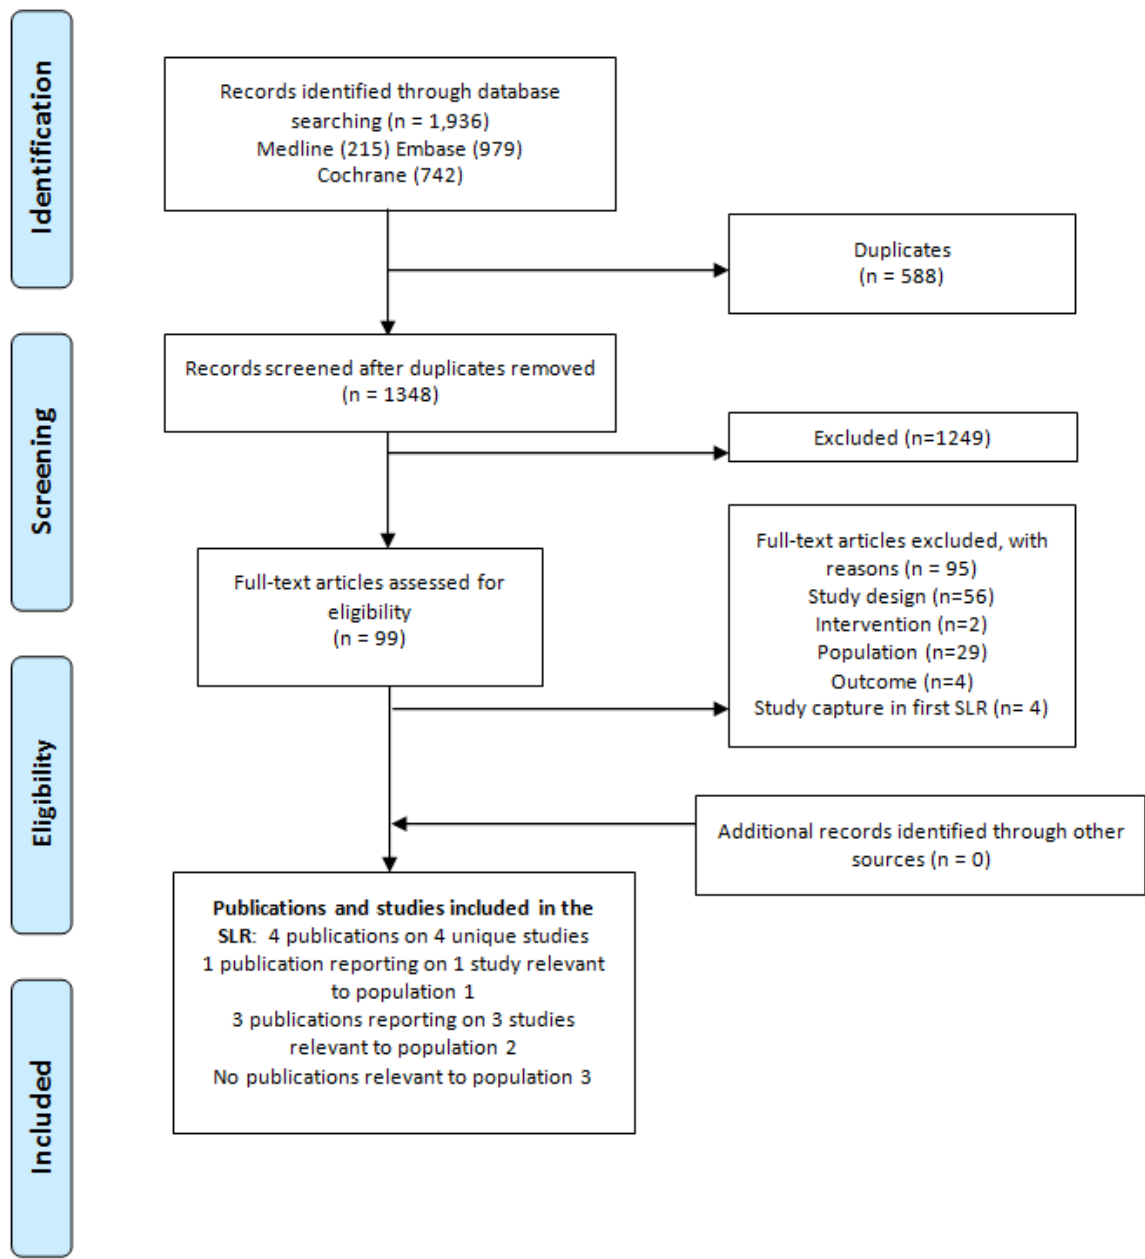 Identification
Records identified through database
searching (n = 1,936)
Medline (215) Embase (979)
Cochrane (742)
Duplicates
(n = 588)
Screening
Records screened after duplicates removed
(n = 1348)
Excluded (n=1249)
Full-text articles assessed for
eligibility
(n = 99)
Full-text articles excluded, with
reasons (n = 95)
Study design (n=56)
Intervention (n=2)
Population (n=29)
Outcome (n=4)
Study capture in first SLR (n= 4)
Eligibility
Additional records identified through other
sources (n = 0)
Included
Publications and studies included in the
SLR: 4 publications on 4 unique studies
1 publication reporting on 1 study relevant
to population 1
3 publications reporting on 3 studies
relevant to population 2
No publications relevant to population 3